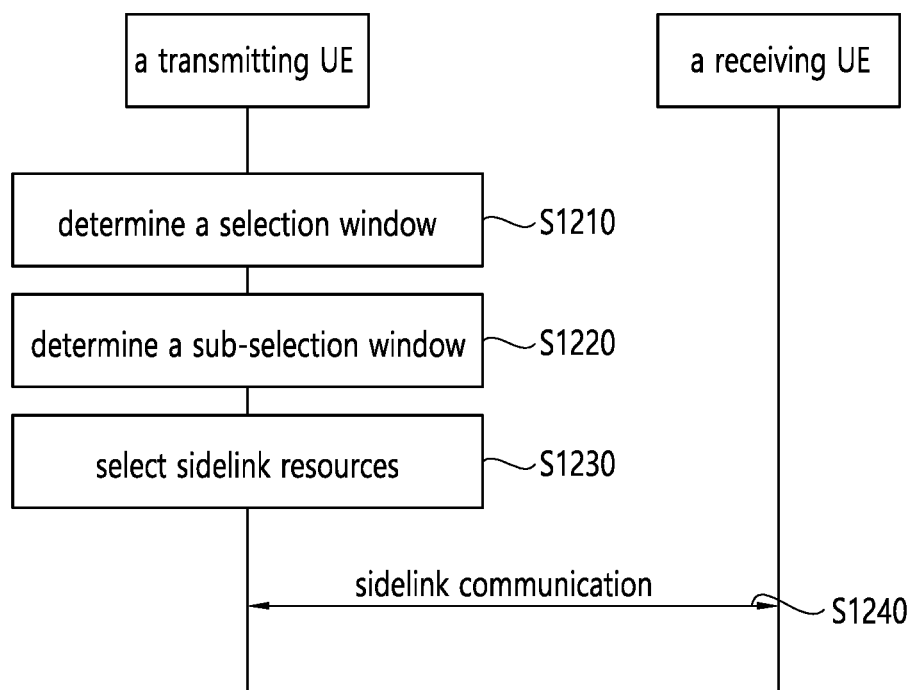 a transmitting UE
a receiving UE
determine a selection window
S1210
determine a sub-selection window
S1220
select sidelink resources
S1230
sidelink communication
S1240